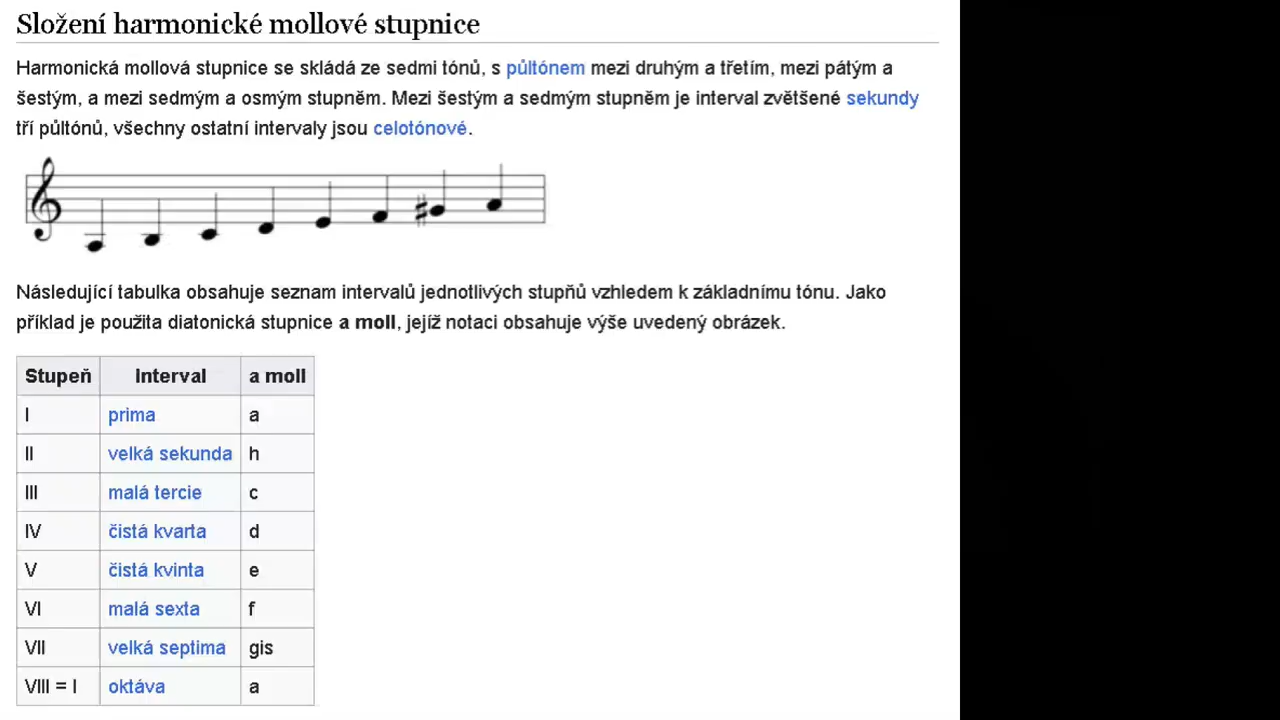 Složení harmonické mollové stupnice
Harmonická mollová stupnice se skládá ze sedmi tónů, s půltónem mezi druhým a třetím, mezi pátým a
šestým, a mezi sedmým a osmým stupněm. Mezi šestým a sedmým stupněm je interval zvětšené sekundy
tří půltónů, všechny ostatní intervaly jsou celotónové.
Následující tabulka obsahuje seznam intervalů jednotlivých stupňů vzhledem k základnímu tónu. Jako
příklad je použita diatonická stupnice a moll, jejíž notaci obsahuje výše uvedený obrázek.
Stupeň Interval a moll
I prima a
II velká sekunda h
III malá tercie c
IV čistá kvarta d
V čistá kvinta e
VI malá sexta f
VII velká septima gis
VIII = I oktáva a